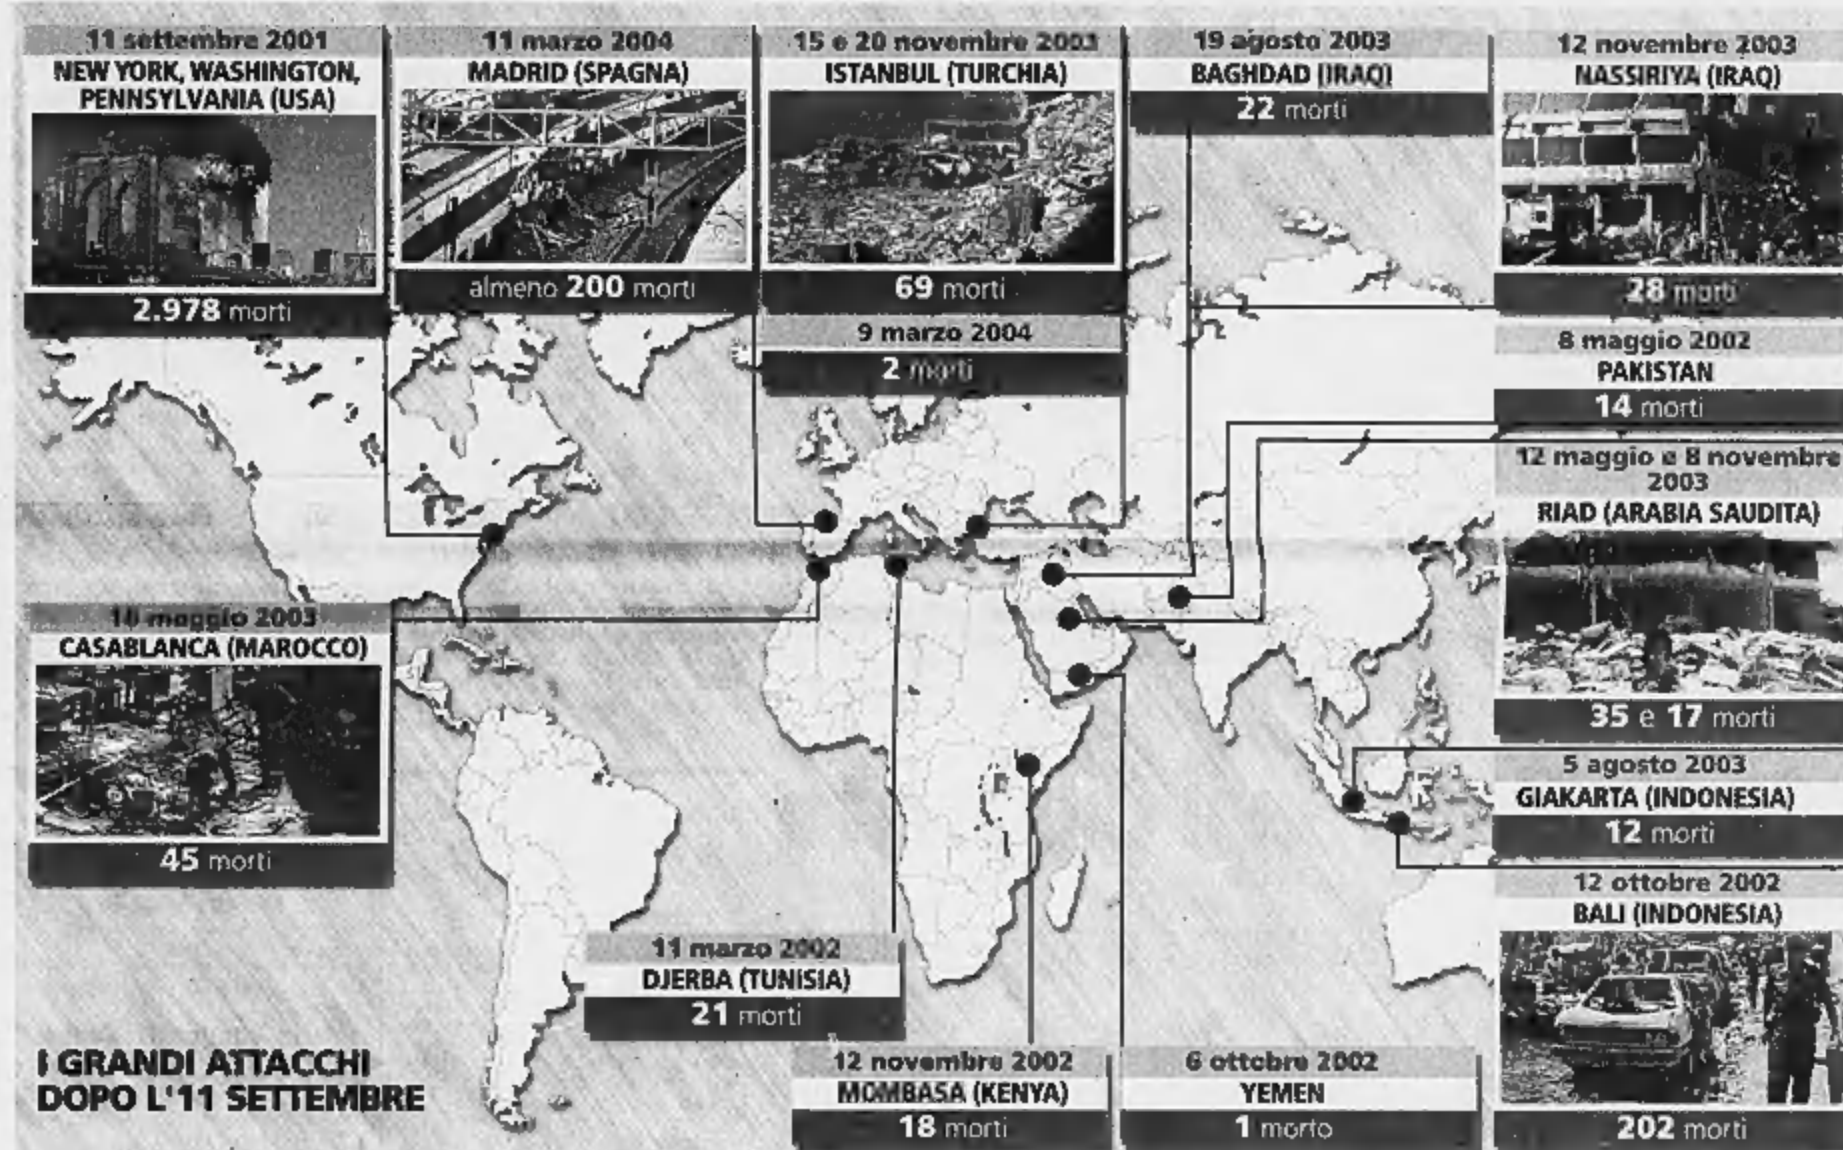 11 settembre 2001
NEW YORK, WASHINGTON,
PENNSYLVANIA (USA)
2.978 morti
11 marzo 2004
MADRID (SPAGNA)
almeno 200 morti
15 e 20 novembre 2003
ISTANBUL (TURCHIA)
69 morti
9 marzo 2004
2 morti
19 agosto 2003
BAGHDAD (IRAQ)
22 morti
12 novembre 2003
NASSIRIYA (IRAQ)
28 morti
8 maggio 2002
PAKISTAN
14 morti
12 maggio e 8 novembre
2003
RIAD (ARABIA SAUDITA)
35 e 17 morti
5 agosto 2003
GIAKARTA (INDONESIA)
12 morti
12 ottobre 2002
BALI (INDONESIA)
202 morti
maggio 2003
CASABLANCA (MAROCCO)
45 morti
11 marzo 2002
DJERBA (TUNISIA)
21 morti
12 novembre 2002
MOMBASA (KENYA)
18 morti
6 ottobre 2002
YEMEN
1 morto
I GRANDI ATTACCHI
DOPO L'11 SETTEMBRE